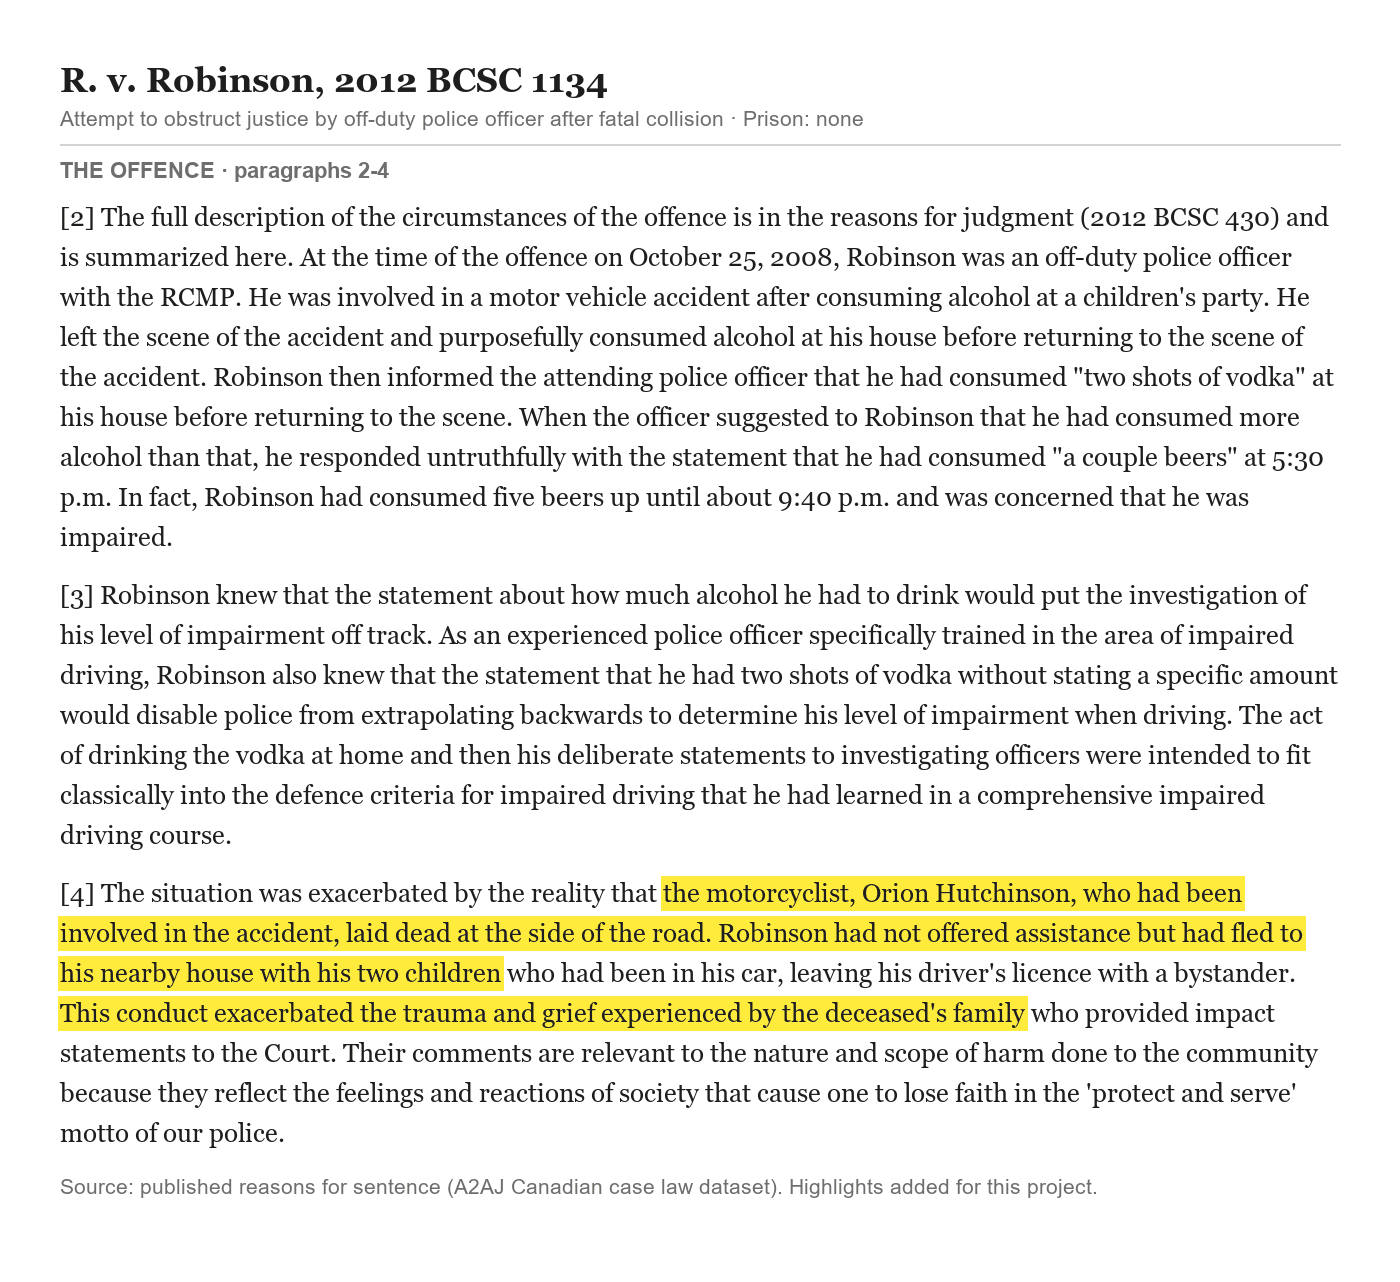 R. v. Robinson, 2012 BCSC 1134
Attempt to obstruct justice by off-duty police officer after fatal collision · Prison: none
THE OFFENCE · paragraphs 2-4
[2] The full description of the circumstances of the offence is in the reasons for judgment (2012 BCSC 430) and
is summarized here. At the time of the offence on October 25, 2008, Robinson was an off-duty police officer
with the RCMP. He was involved in a motor vehicle accident after consuming alcohol at a children's party. He
left the scene of the accident and purposefully consumed alcohol at his house before returning to the scene of
the accident. Robinson then informed the attending police officer that he had consumed "two shots of vodka" at
his house before returning to the scene. When the officer suggested to Robinson that he had consumed more
alcohol than that, he responded untruthfully with the statement that he had consumed "a couple beers" at 5:30
p.m. In fact, Robinson had consumed five beers up until about 9:40 p.m. and was concerned that he was
impaired.
[3] Robinson knew that the statement about how much alcohol he had to drink would put the investigation of
his level of impairment off track. As an experienced police officer specifically trained in the area of impaired
driving, Robinson also knew that the statement that he had two shots of vodka without stating a specific amount
would disable police from extrapolating backwards to determine his level of impairment when driving. The act
of drinking the vodka at home and then his deliberate statements to investigating officers were intended to fit
classically into the defence criteria for impaired driving that he had learned in a comprehensive impaired
driving course.
[4] The situation was exacerbated by the reality that the motorcyclist, Orion Hutchinson, who had been
involved in the accident, laid dead at the side of the road. Robinson had not offered assistance but had fled to
his nearby house with his two children who had been in his car, leaving his driver's licence with a bystander.
This conduct exacerbated the trauma and grief experienced by the deceased's family who provided impact
statements to the Court. Their comments are relevant to the nature and scope of harm done to the community
because they reflect the feelings and reactions of society that cause one to lose faith in the 'protect and serve'
motto of our police.
Source: published reasons for sentence (A2AJ Canadian case law dataset). Highlights added for this project.